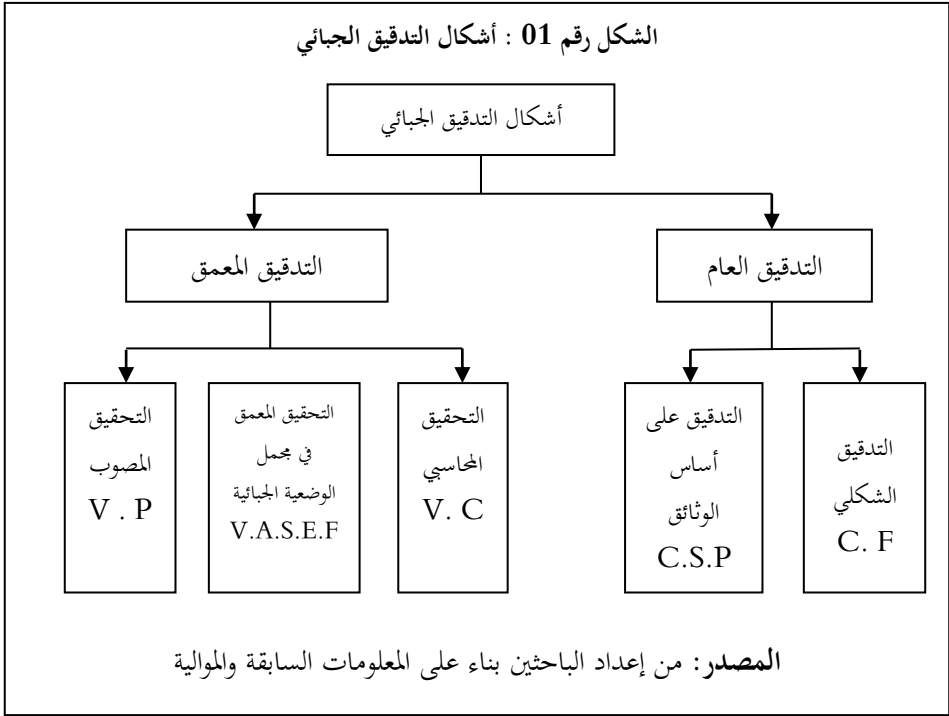 الشكل رقم 01 : أشكال التدقيق الجبائي
أشكال التدقيق الجبائي
التدقيق العام
التدقيق المعمق
التدقيق
الشكلي
C. F
التدقيق على
أساس
الوثائق
C.S.P
التحقيق
المحاسبي
V. C
التحقيق المعمق
في مجمل
الوضعية الجبائية
V.A.S.E.F
التحقيق
المصوب
V . P
المصدر: من إعداد الباحثين بناء على المعلومات السابقة والموالية